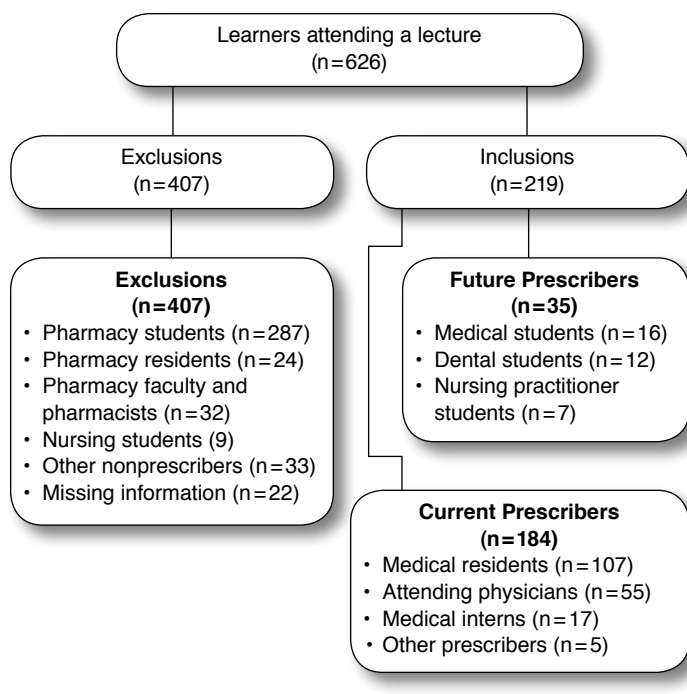 Learners attending a lecture
(n=626)
Exclusions
(n=407)
Inclusions
(n=219)
Exclusions
(n=407)
• Pharmacy students (n=287)
• Pharmacy residents (n=24)
• Pharmacy faculty and
pharmacists (n=32)
• Nursing students (9)
• Other nonprescribers (n=33)
• Missing information (n=22)
Future Prescribers
(n=35)
• Medical students (n=16)
• Dental students (n=12)
• Nursing practitioner
students (n=7)
Current Prescribers
(n=184)
• Medical residents (n=107)
• Attending physicians (n=55)
• Medical interns (n=17)
• Other prescribers (n=5)